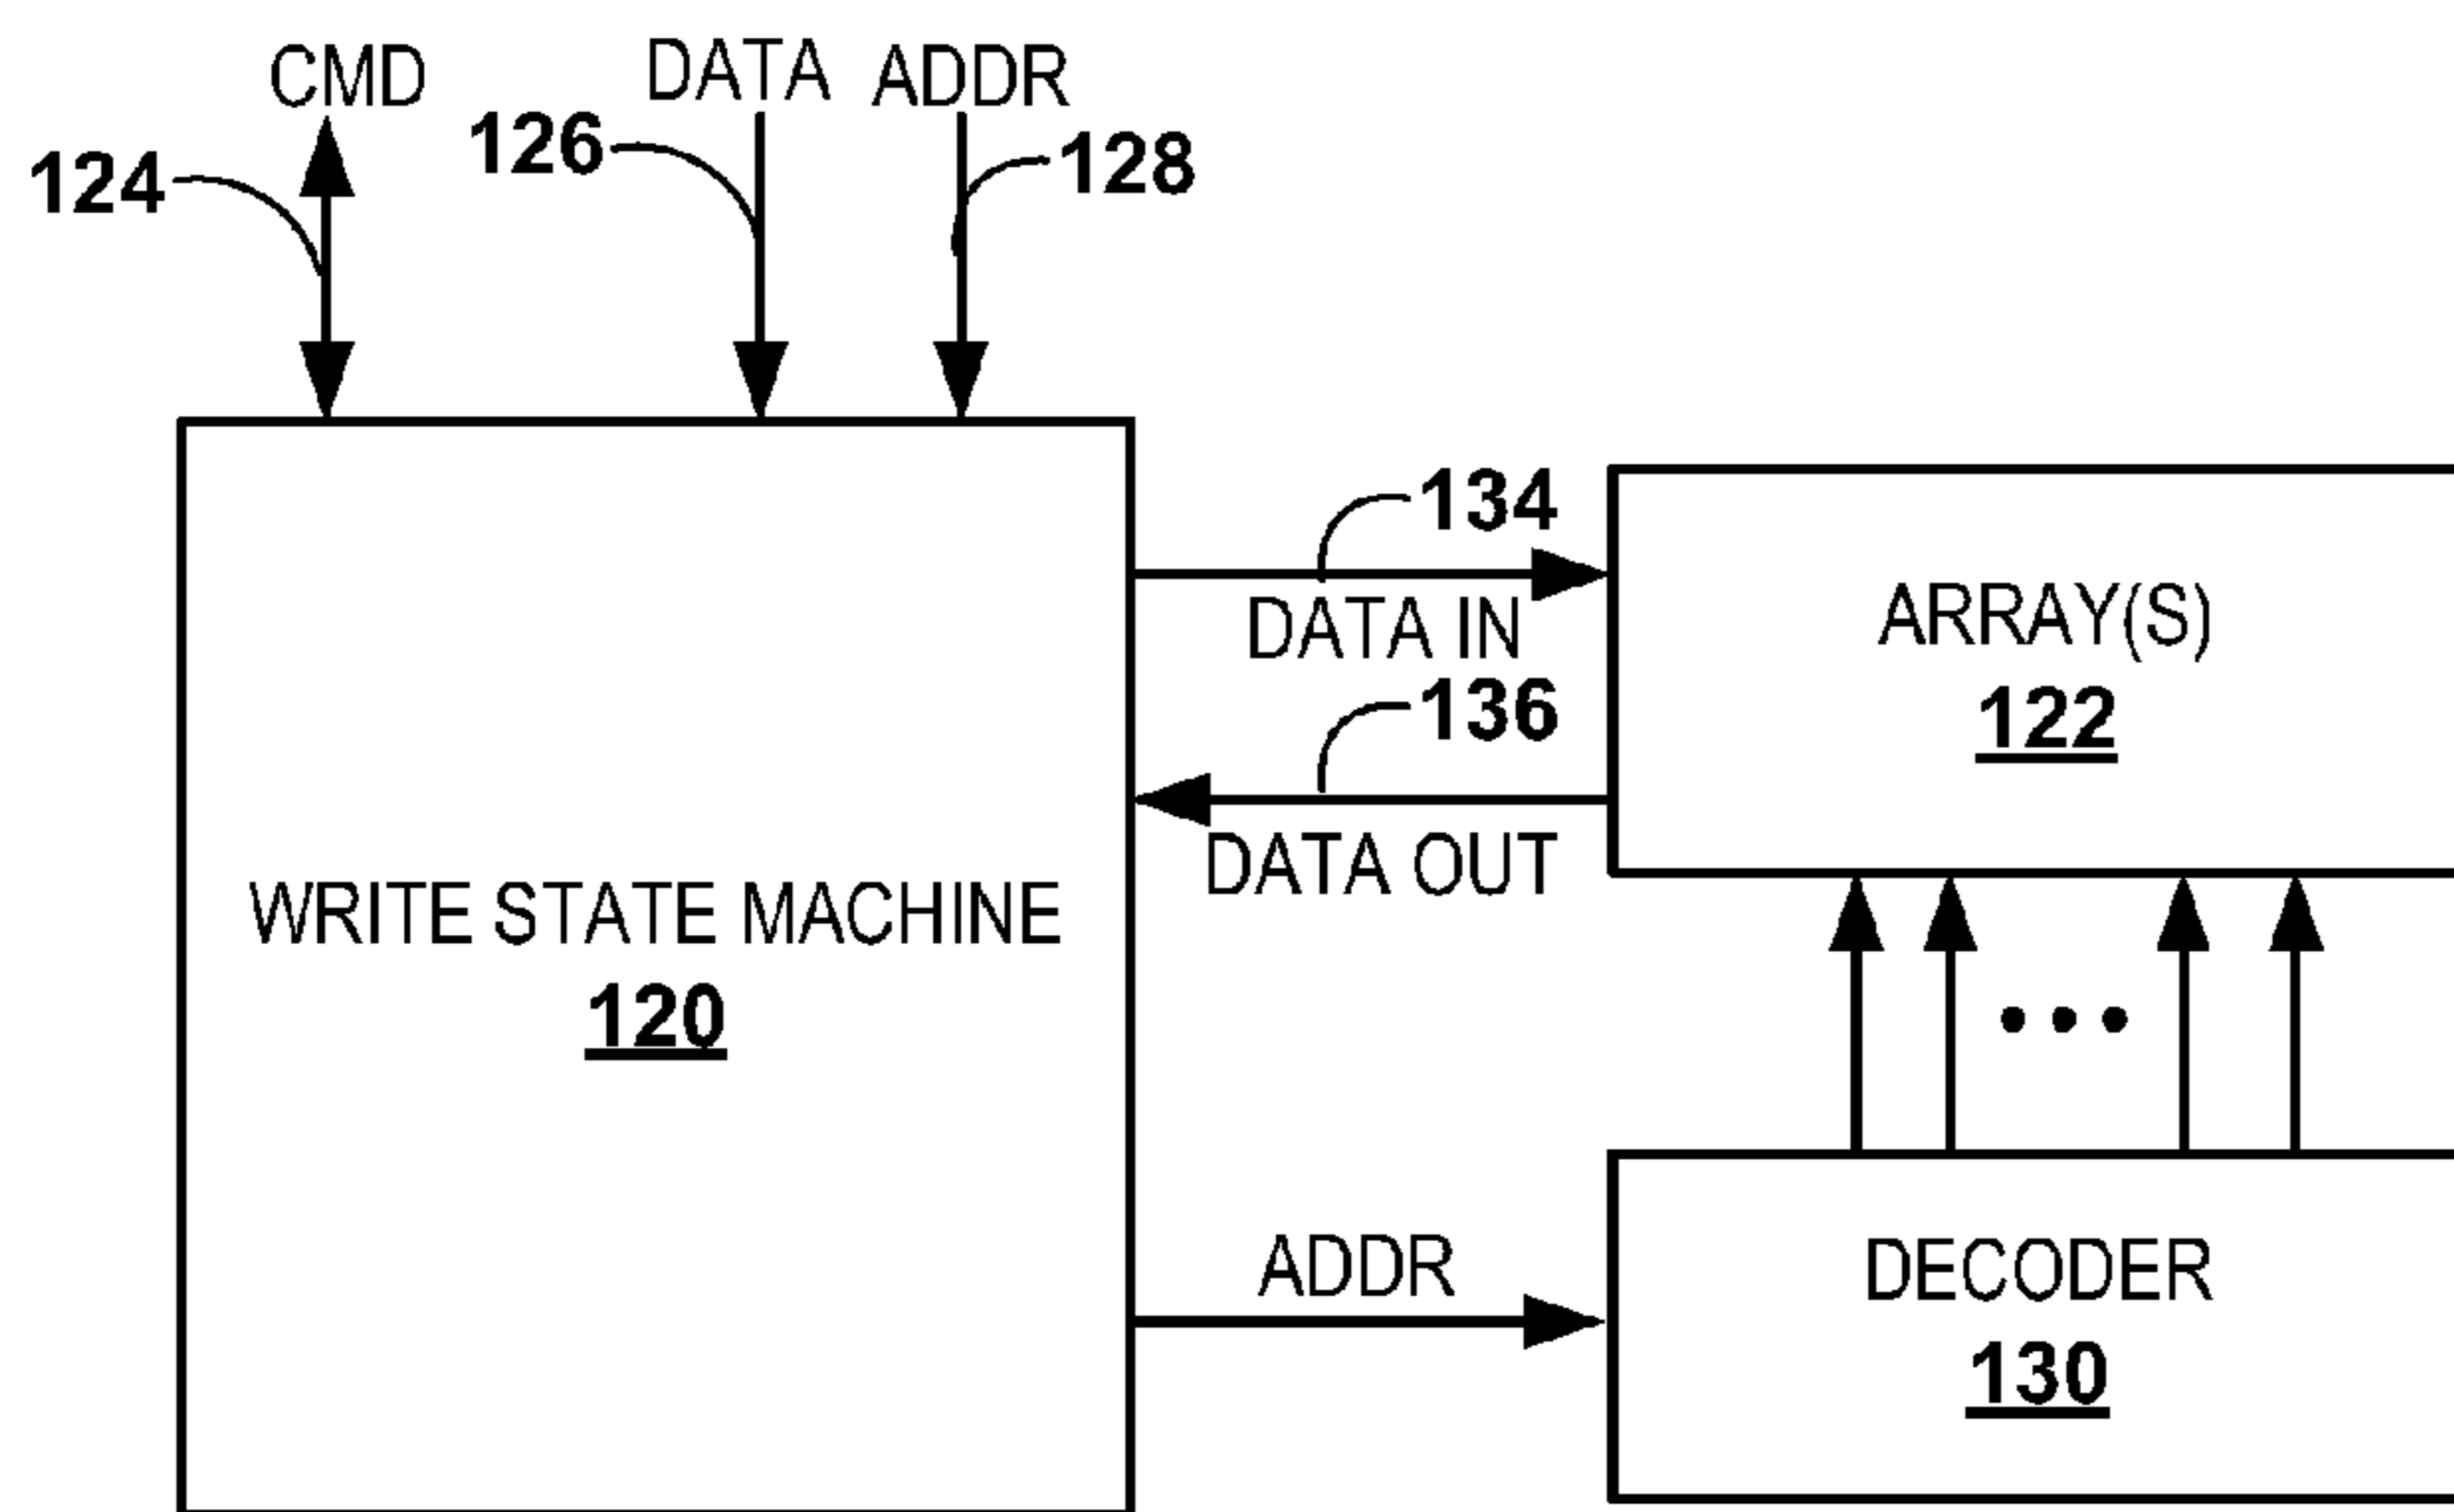 CMD
DATA
ADDR
124
126
128
134
DATA IN
136
DATA OUT
ARRAY(S)
122
WRITE STATE MACHINE
120
ADDR
DECODER
130